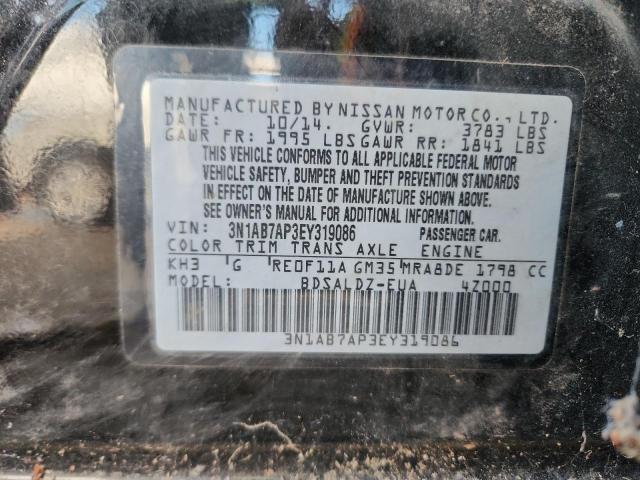 MANUFACTURED BY NISSAN MOTOR CO., LTD.
DATE: 10/14. GVWR: 3783 LBS
GAWR FR: 1995 LBS GAWR RR: 1841 LBS
THIS VEHICLE CONFORMS TO ALL APPLICABLE FEDERAL MOTOR
VEHICLE SAFETY, BUMPER AND THEFT PREVENTION STANDARDS
IN EFFECT ON THE DATE OF MANUFACTURE SHOWN ABOVE.
SEE OWNER'S MANUAL FOR ADDITIONAL INFORMATION.
VIN: 3N1AB7AP3EY319086 PASSENGER CAR.
COLOR TRIM TRANS AXLE ENGINE
KH3 G RE0F11A GM35 MRA8DE 1798 CC
MODEL: BDSALDZ-EUA 4Z000
3N1AB7AP3EY319086